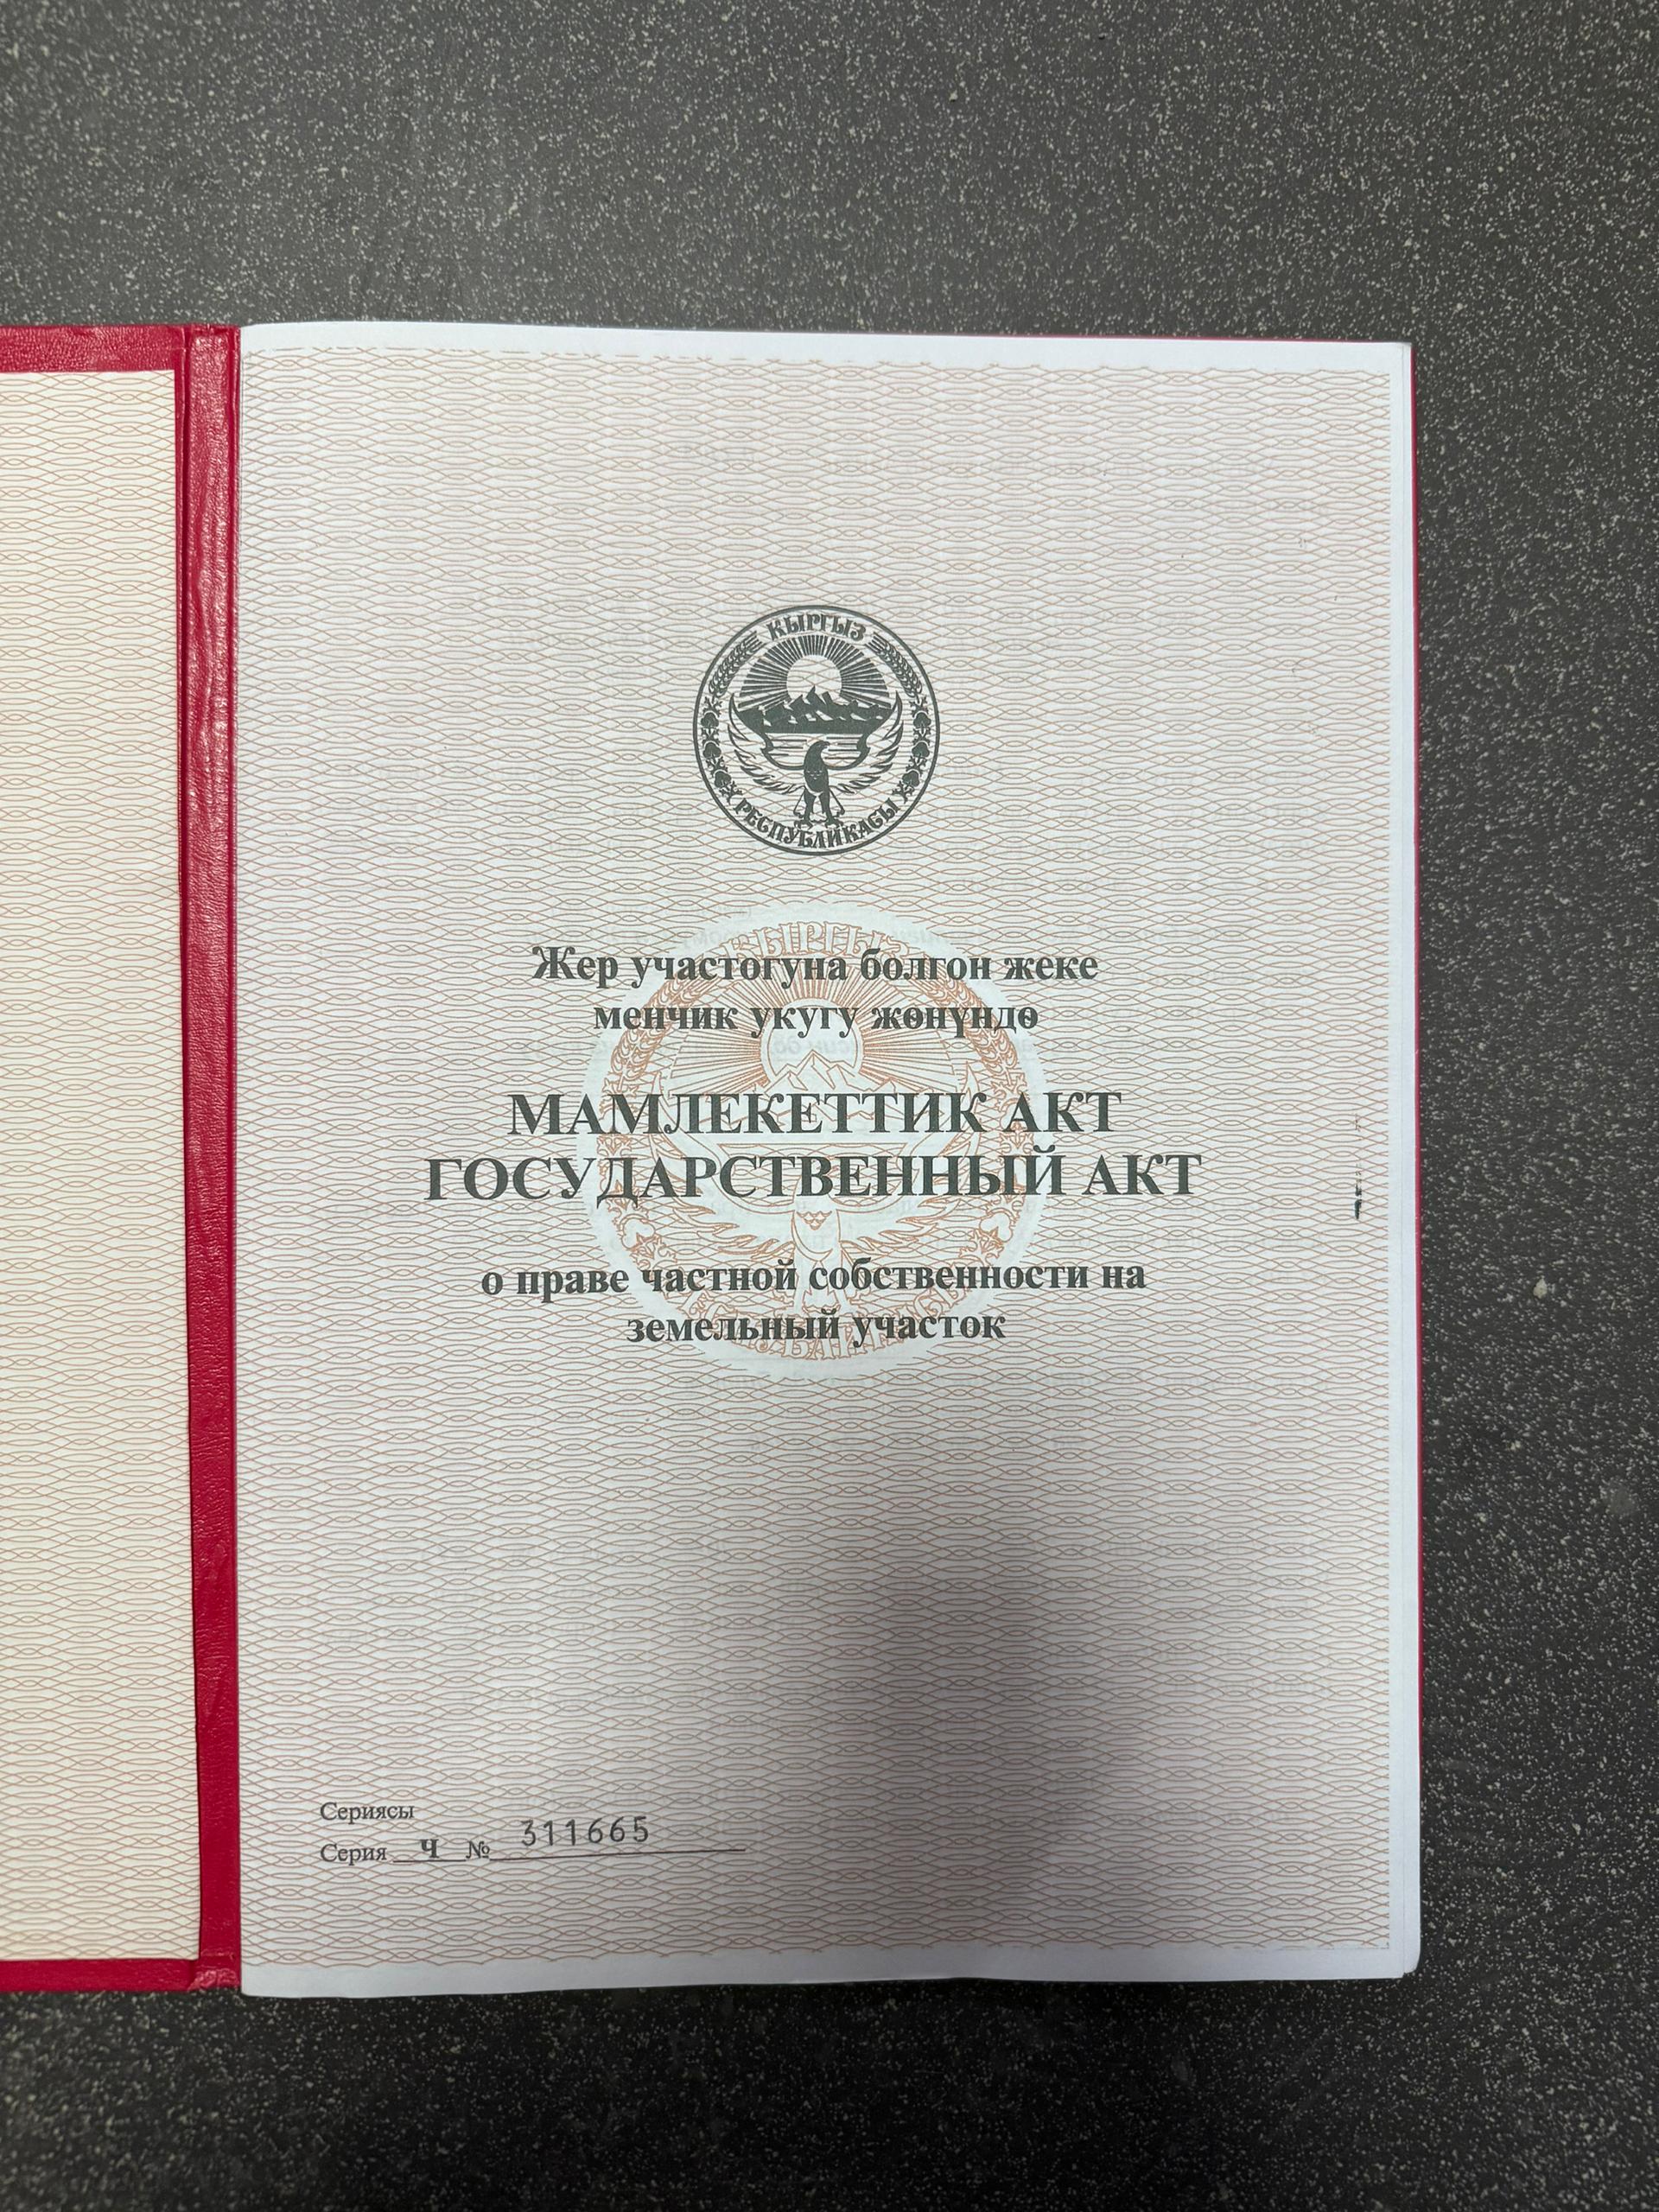 КЫРГЫЗ
РЕСПУБЛИКАСЫ
Жер участогуна болгон жеке
менчик укугу жөнүндө
МАМЛЕКЕТТИК АКТ
ГОСУДАРСТВЕННЫЙ АКТ
о праве частной собственности на
земельный участок
Сериясы
Серия Ч № 311665